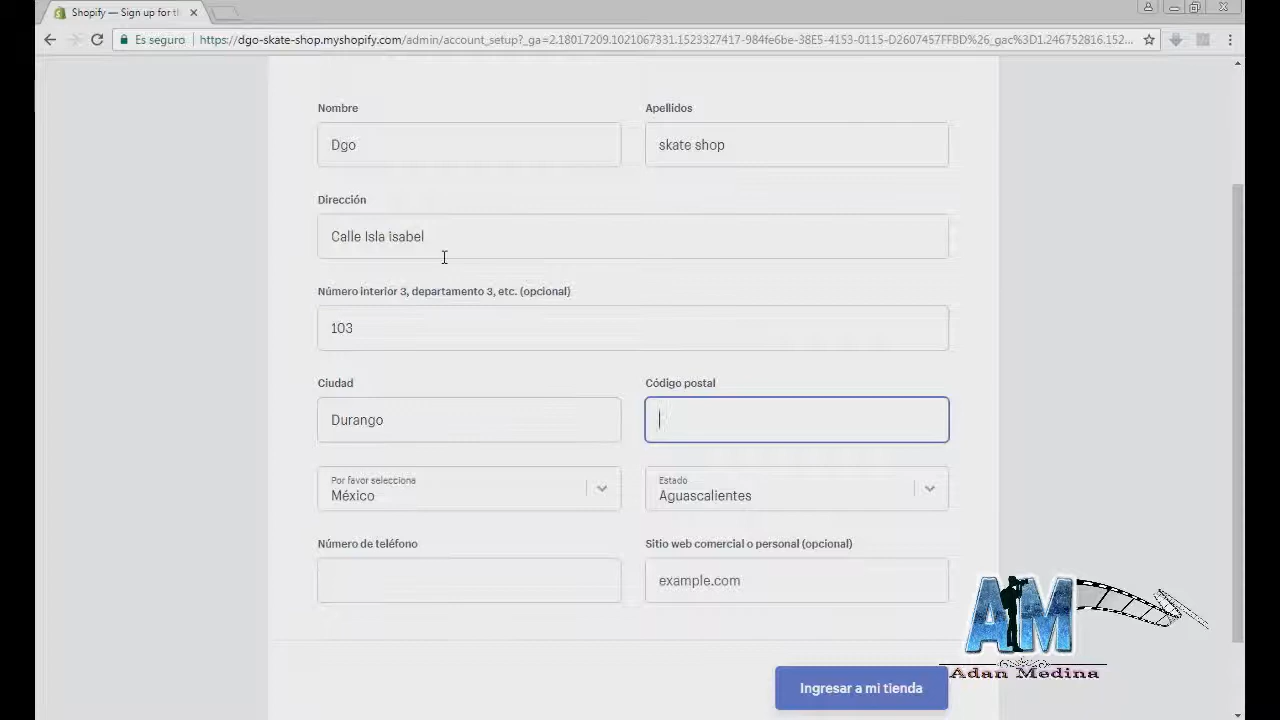 Shopify — Sign up for th
Es seguro
https://dgo-skate-shop.myshopify.com/admin/account_setup?_ga=2.18017209.1021067331.1523327417-984fe6be-38E5-4153-0115-D2607457FFBD%26_gac%3D1.246752816.152...
Nombre
Apellidos
Dgo
skate shop
Dirección
Calle Isla isabel
Número interior 3, departamento 3, etc. (opcional)
103
Ciudad
Código postal
Durango
Por favor selecciona
México
Estado
Aguascalientes
Número de teléfono
Sitio web comercial o personal (opcional)
example.com
AM
Adan Medina
Ingresar a mi tienda